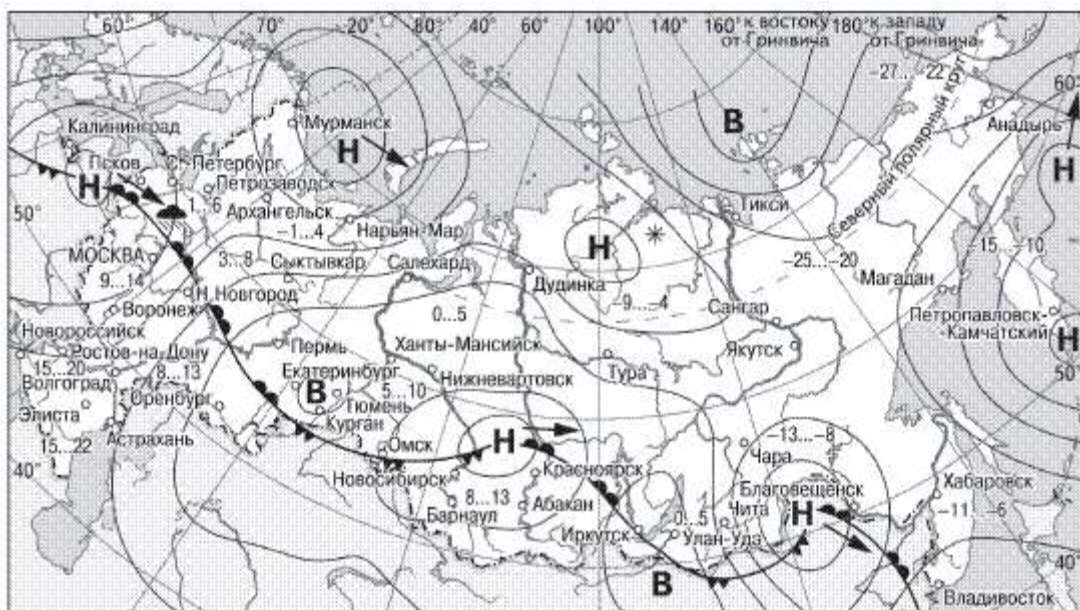 60° 70° 20° 40° 60° 100° 140° 160° к востоку от Гринвича 180° к западу от Гринвича
-27...-22
Северный полярный круг
60°
В
Анадырь
Мурманск
Калининград
Н
Н
Псков
С.-Петербург
Н
Петрозаводск
1...6
Тикси
50°
Архангельск
-1...4
Нарьян-Мар
Н
-15...-10
МОСКВА
3...8
Сыктывкар
Салехард
Дудинка
-25...-20
Магадан
9...14
Н.Новгород
-9...-4
Сангар
Воронеж
0...5
Петропавловск-
-Камчатский
Новороссийск
Пермь
Ханты-Мансийск
Якутск
Н
Ростов-на-Дону
15...20
8...13
Екатеринбург
5...10
Нижневартовск
Тура
50°
Волгоград
Оренбург
В
Тюмень
Курган
Элиста
15...22
Астрахань
Омск
Н
-13...-8
Чара
40°
Новосибирск
Красноярск
Благовещенск
Хабаровск
8...13
Абакан
0...5
Чита
Н
-11...-6
Барнаул
Иркутск
Улан-Удэ
40°
В
Владивосток